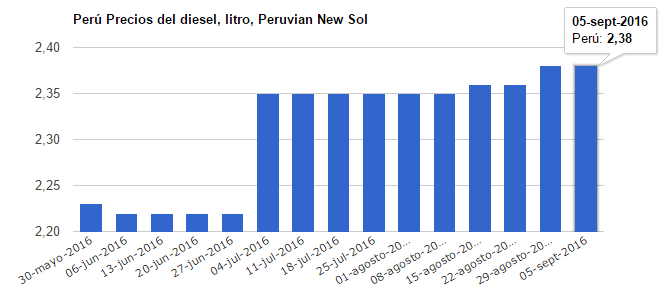 Perú Precios del diesel, litro, Peruvian New Sol
05-sept-2016
Perú: 2,38
2,40
2,35
2,30
2,25
2,20
30-mayo-2016
06-jun-2016
13-jun-2016
20-jun-2016
27-jun-2016
04-jul-2016
11-jul-2016
18-jul-2016
25-jul-2016
01-agosto-20...
08-agosto-20...
15-agosto-20...
22-agosto-20...
29-agosto-20...
05-sept-2016